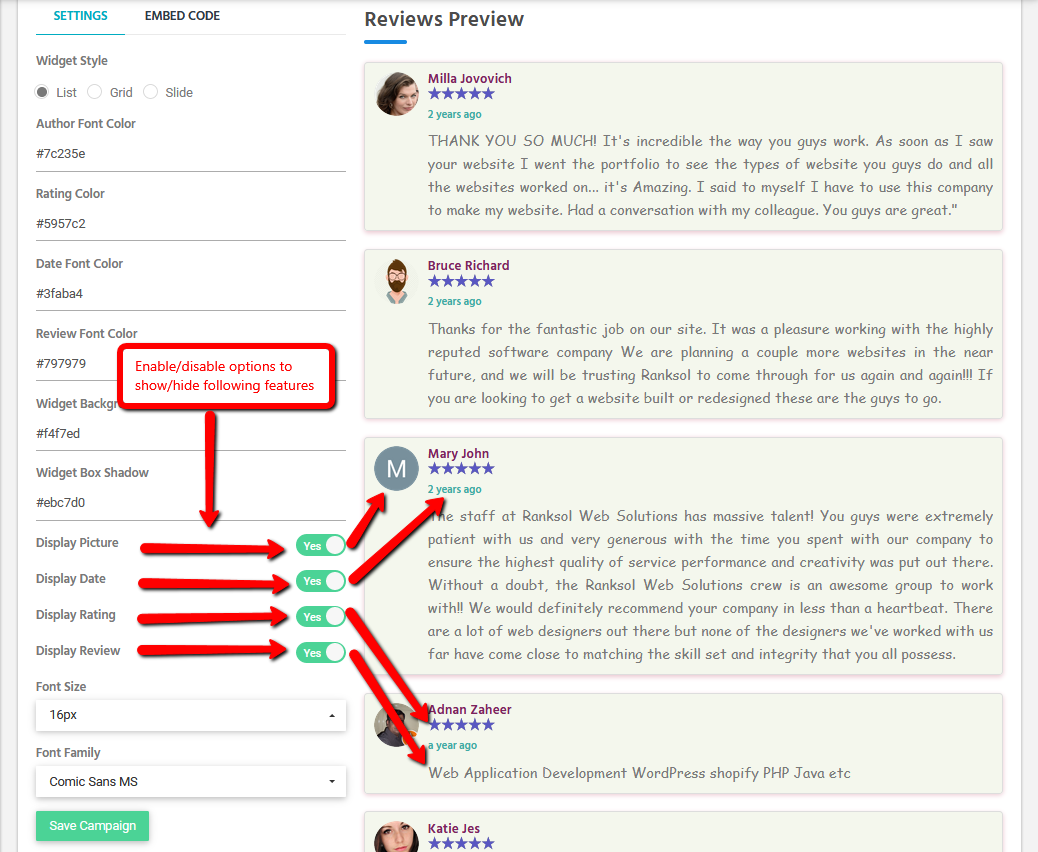 SETTINGS
EMBED CODE
Widget Style
List
Grid
Slide
Author Font Color
#7c235e
Rating Color
#5957c2
Date Font Color
#3faba4
Review Font Color
#797979
Enable/disable options to
show/hide following features
Widget Backgr
#f4f7ed
Widget Box Shadow
#ebc7d0
Display Picture
Yes
Display Date
Yes
Display Rating
Yes
Display Review
Yes
Font Size
16px
Font Family
Comic Sans MS
Save Campaign
Reviews Preview
Milla Jovovich
2 years ago
THANK YOU SO MUCH! It's incredible the way you guys work. As soon as I saw
your website I went the portfolio to see the types of website you guys do and all
the websites worked on... it's Amazing. I said to myself I have to use this company
to make my website. Had a conversation with my colleague. You guys are great."
Bruce Richard
2 years ago
Thanks for the fantastic job on our site. It was a pleasure working with the highly
reputed software company We are planning a couple more websites in the near
future, and we will be trusting Ranksol to come through for us again and again!!! If
you are looking to get a website built or redesigned these are the guys to go.
M
Mary John
2 years ago
The staff at Ranksol Web Solutions has massive talent! You guys were extremely
patient with us and very generous with the time you spent with our company to
ensure the highest quality of service performance and creativity was put out there.
Without a doubt, the Ranksol Web Solutions crew is an awesome group to work
with!! We would definitely recommend your company in less than a heartbeat. There
are a lot of web designers out there but none of the designers we've worked with us
far have come close to matching the skill set and integrity that you all possess.
Adnan Zaheer
a year ago
Web Application Development WordPress shopify PHP Java etc
Katie Jes